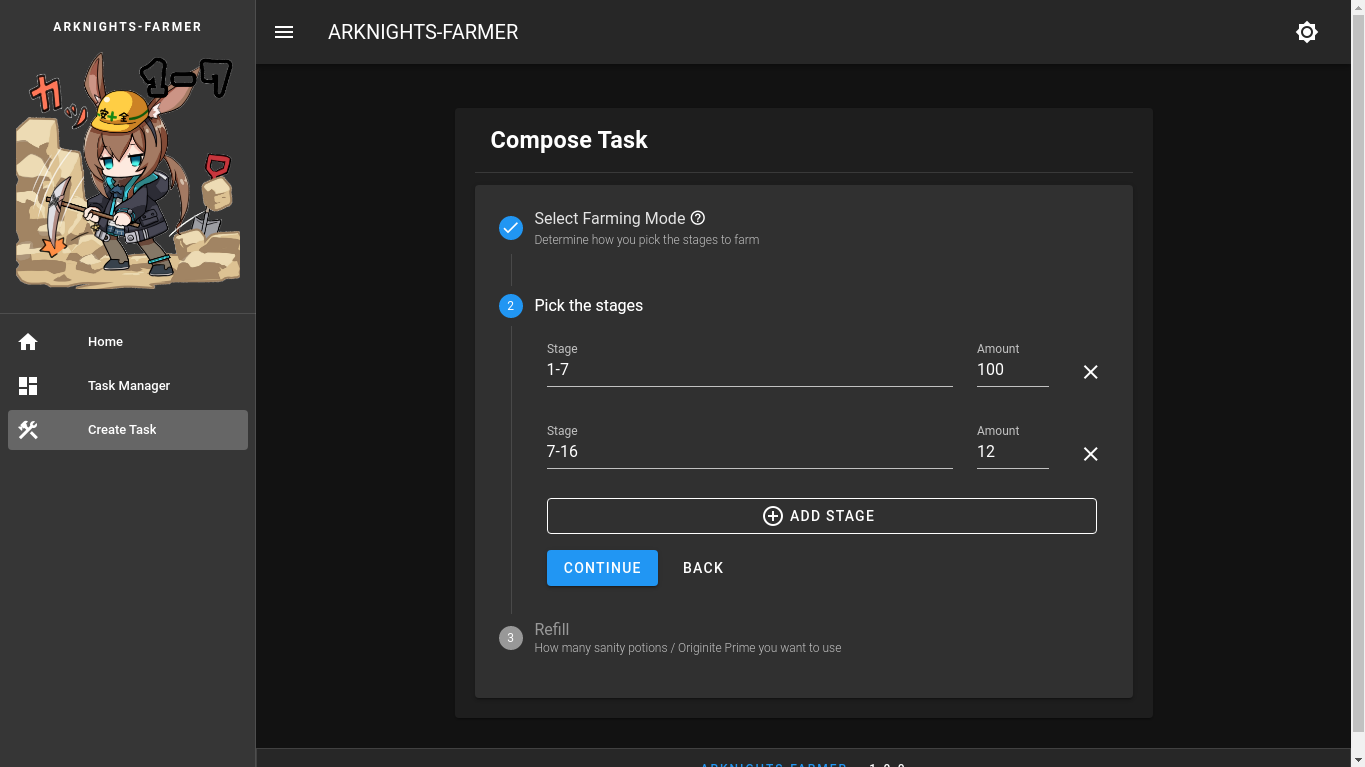 ARKNIGHTS-FARMER
カッ
1-7
安+全
Home
Task Manager
Create Task
ARKNIGHTS-FARMER
Compose Task
Select Farming Mode
Determine how you pick the stages to farm
2
Pick the stages
Stage
Amount
1-7
100
Stage
Amount
7-16
12
ADD STAGE
CONTINUE
BACK
3
Refill
How many sanity potions / Originite Prime you want to use
ARKNIGHTS-FARMER